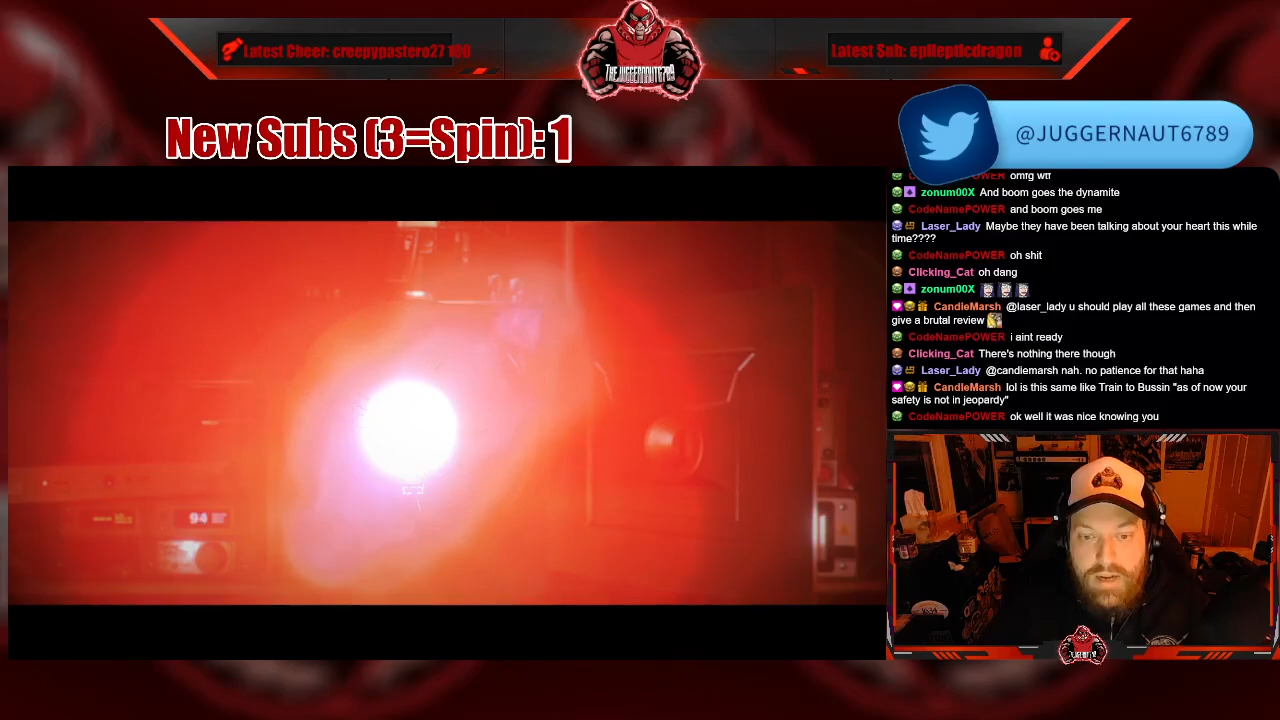 Latest Cheer: creepypastero27 100
TheJuggernaut6789
Latest Sub: epilepticdragon
New Subs (3=Spin): 1
@JUGGERNAUT6789
omfg wtf
zonum00X And boom goes the dynamite
CodeNamePOWER and boom goes me
Laser_Lady Maybe they have been talking about your heart this while
time????
CodeNamePOWER oh shit
Clicking_Cat oh dang
zonum00X
CandleMarsh @laser_lady u should play all these games and then
give a brutal review
CodeNamePOWER i aint ready
Clicking_Cat There's nothing there though
Laser_Lady @candlemarsh nah. no patience for that haha
CandleMarsh lol is this same like Train to Bussin "as of now your
safety is not in jeopardy"
CodeNamePOWER ok well it was nice knowing you
94